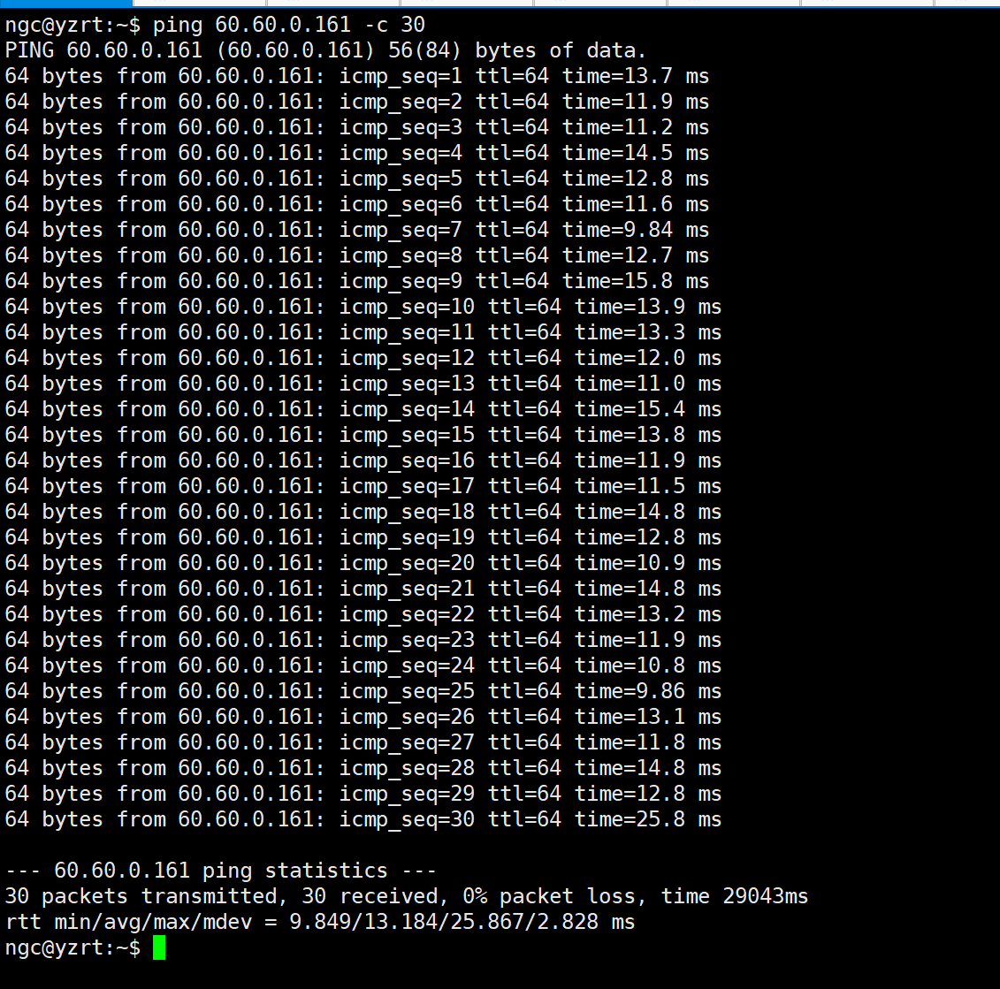 ngc@yzrt:~$ ping 60.60.0.161 -c 30
PING 60.60.0.161 (60.60.0.161) 56(84) bytes of data.
64 bytes from 60.60.0.161: icmp_seq=1 ttl=64 time=13.7 ms
64 bytes from 60.60.0.161: icmp_seq=2 ttl=64 time=11.9 ms
64 bytes from 60.60.0.161: icmp_seq=3 ttl=64 time=11.2 ms
64 bytes from 60.60.0.161: icmp_seq=4 ttl=64 time=14.5 ms
64 bytes from 60.60.0.161: icmp_seq=5 ttl=64 time=12.8 ms
64 bytes from 60.60.0.161: icmp_seq=6 ttl=64 time=11.6 ms
64 bytes from 60.60.0.161: icmp_seq=7 ttl=64 time=9.84 ms
64 bytes from 60.60.0.161: icmp_seq=8 ttl=64 time=12.7 ms
64 bytes from 60.60.0.161: icmp_seq=9 ttl=64 time=15.8 ms
64 bytes from 60.60.0.161: icmp_seq=10 ttl=64 time=13.9 ms
64 bytes from 60.60.0.161: icmp_seq=11 ttl=64 time=13.3 ms
64 bytes from 60.60.0.161: icmp_seq=12 ttl=64 time=12.0 ms
64 bytes from 60.60.0.161: icmp_seq=13 ttl=64 time=11.0 ms
64 bytes from 60.60.0.161: icmp_seq=14 ttl=64 time=15.4 ms
64 bytes from 60.60.0.161: icmp_seq=15 ttl=64 time=13.8 ms
64 bytes from 60.60.0.161: icmp_seq=16 ttl=64 time=11.9 ms
64 bytes from 60.60.0.161: icmp_seq=17 ttl=64 time=11.5 ms
64 bytes from 60.60.0.161: icmp_seq=18 ttl=64 time=14.8 ms
64 bytes from 60.60.0.161: icmp_seq=19 ttl=64 time=12.8 ms
64 bytes from 60.60.0.161: icmp_seq=20 ttl=64 time=10.9 ms
64 bytes from 60.60.0.161: icmp_seq=21 ttl=64 time=14.8 ms
64 bytes from 60.60.0.161: icmp_seq=22 ttl=64 time=13.2 ms
64 bytes from 60.60.0.161: icmp_seq=23 ttl=64 time=11.9 ms
64 bytes from 60.60.0.161: icmp_seq=24 ttl=64 time=10.8 ms
64 bytes from 60.60.0.161: icmp_seq=25 ttl=64 time=9.86 ms
64 bytes from 60.60.0.161: icmp_seq=26 ttl=64 time=13.1 ms
64 bytes from 60.60.0.161: icmp_seq=27 ttl=64 time=11.8 ms
64 bytes from 60.60.0.161: icmp_seq=28 ttl=64 time=14.8 ms
64 bytes from 60.60.0.161: icmp_seq=29 ttl=64 time=12.8 ms
64 bytes from 60.60.0.161: icmp_seq=30 ttl=64 time=25.8 ms
--- 60.60.0.161 ping statistics ---
30 packets transmitted, 30 received, 0% packet loss, time 29043ms
rtt min/avg/max/mdev = 9.849/13.184/25.867/2.828 ms
ngc@yzrt:~$